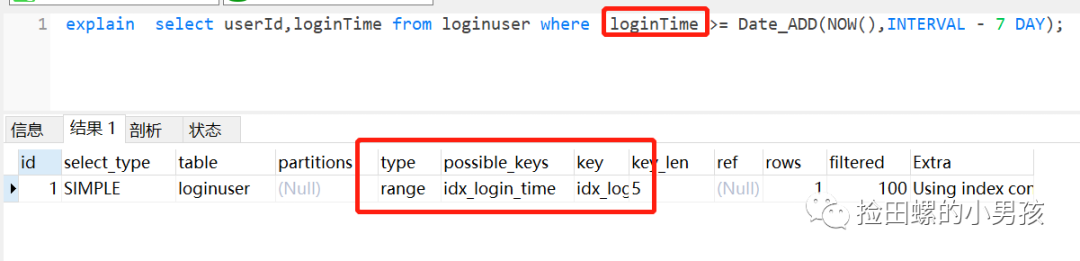 1 explain select userId,loginTime from loginuser where loginTime >= Date_ADD(NOW(),INTERVAL - 7 DAY);
信息 结果 1 剖析 状态
id select_type table partitions type possible_keys key key_len ref rows filtered Extra
1 SIMPLE loginuser (Null) range idx_login_time idx_log 5 (Null) 1 100 Using index con
捡田螺的小男孩